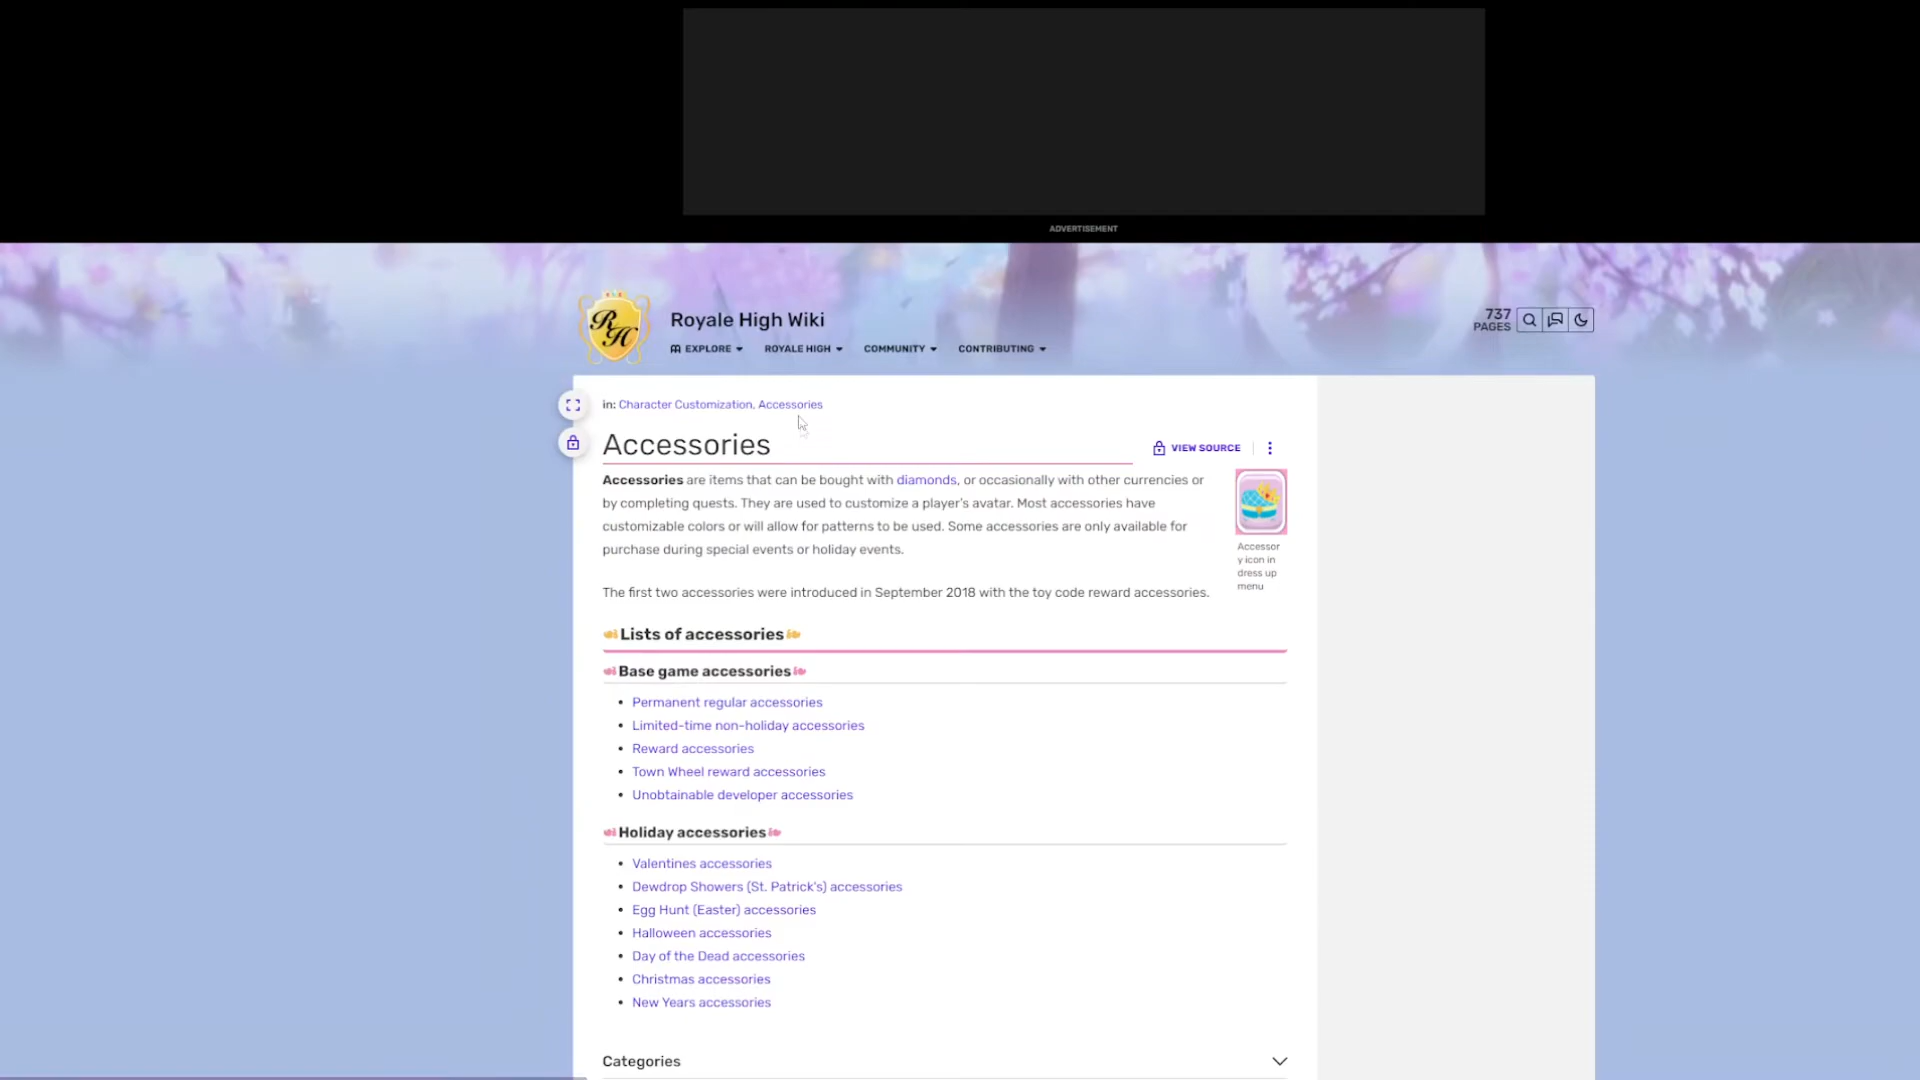 ADVERTISEMENT
RH
Royale High Wiki
737
PAGES
EXPLORE
ROYALE HIGH
COMMUNITY
CONTRIBUTING
in: Character Customization, Accessories
Accessories
VIEW SOURCE
Accessories are items that can be bought with diamonds, or occasionally with other currencies or
by completing quests. They are used to customize a player's avatar. Most accessories have
customizable colors or will allow for patterns to be used. Some accessories are only available for
purchase during special events or holiday events.
Accessor
y icon in
dress up
menu
The first two accessories were introduced in September 2018 with the toy code reward accessories.
Lists of accessories
Base game accessories
Permanent regular accessories
Limited-time non-holiday accessories
Reward accessories
Town Wheel reward accessories
Unobtainable developer accessories
Holiday accessories
Valentines accessories
Dewdrop Showers (St. Patrick's) accessories
Egg Hunt (Easter) accessories
Halloween accessories
Day of the Dead accessories
Christmas accessories
New Years accessories
Categories